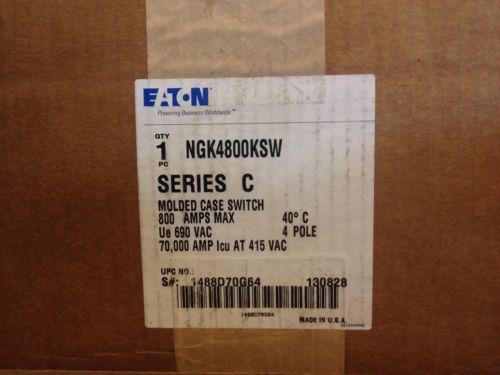 EATON
Powering Business Worldwide™
QTY
1 NGK4800KSW
PC
SERIES C
MOLDED CASE SWITCH
800 AMPS MAX 40° C
Ue 690 VAC 4 POLE
70,000 AMP Icu AT 415 VAC
UPC NO.:
S#: 1488D70G64 130828
1488D70G64
MADE IN U.S.A.